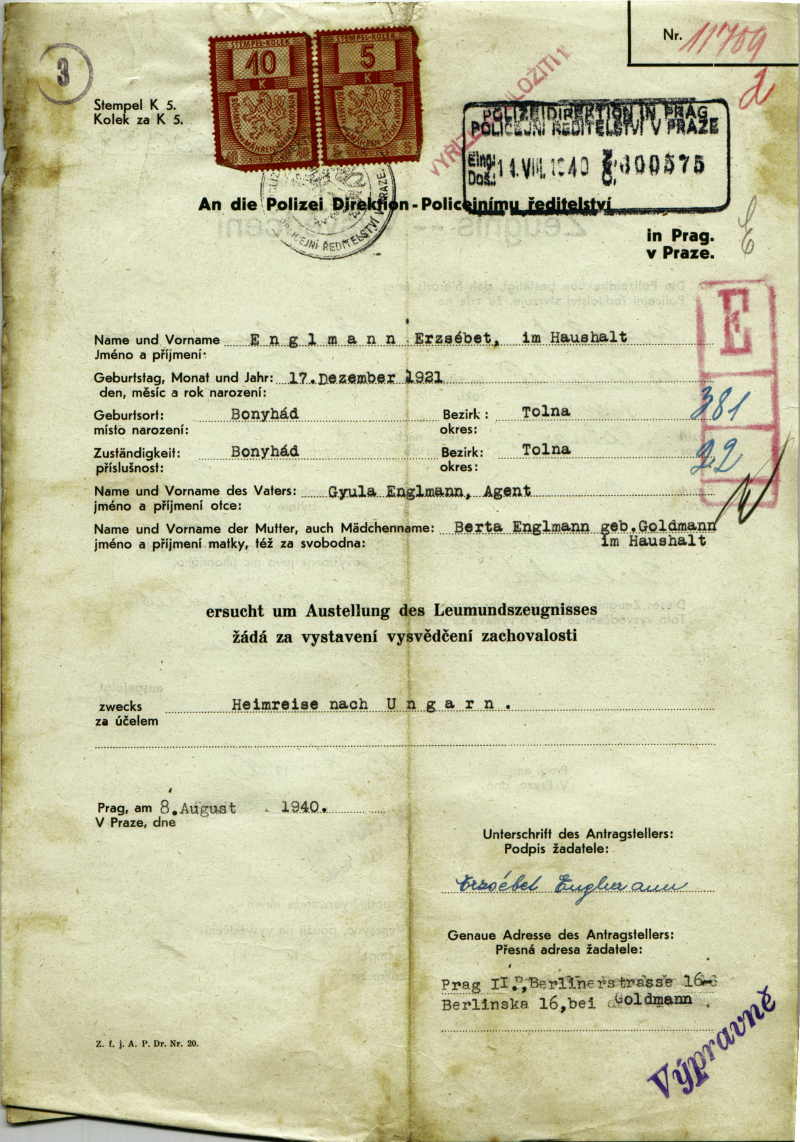 3
Stempel K 5.
Kolek za K 5.
STEMPEL-KOLEK
10
K
STEMPEL-KOLEK
5
K
Nr. 11709
2
POLIZEIDIREKTION IN PRAG
POLICEJNÍ ŘEDITELSTVÍ V PRAZE
Eing.
Doš.
14.VIII.1940
600575
An die Polizei Direktion-Policejnímu ředitelství
in Prag.
v Praze.
E
Name und Vorname Englmann Erzsébet, im Haushalt
Jméno a příjmení:
Geburtstag, Monat und Jahr: 17.Dezember 1921
den, měsíc a rok narození:
Geburtsort: Bonyhád Bezirk: Tolna
místo narození: okres:
381
Zuständigkeit: Bonyhád Bezirk: Tolna
příslušnost: okres:
22
Name und Vorname des Vaters: Gyula Englmann, Agent
jméno a příjmení otce:
Name und Vorname der Mutter, auch Mädchenname: Berta Englmann geb.Goldmann
jméno a příjmení matky, též za svobodna: im Haushalt
ersucht um Austellung des Leumundszeugnisses
žádá za vystavení vysvědčení zachovalosti
zwecks Heimreise nach Ungarn.
za účelem
Prag, am 8.August 1940.
V Praze, dne
Unterschrift des Antragstellers:
Podpis žadatele:
Erzsébet Englmann
Genaue Adresse des Antragstellers:
Přesná adresa žadatele:
Prag II.,Berlinerstrasse 16
Berlinska 16,bei Goldmann.
Výpravně
Z. f. j. A. P. Dr. Nr. 20.